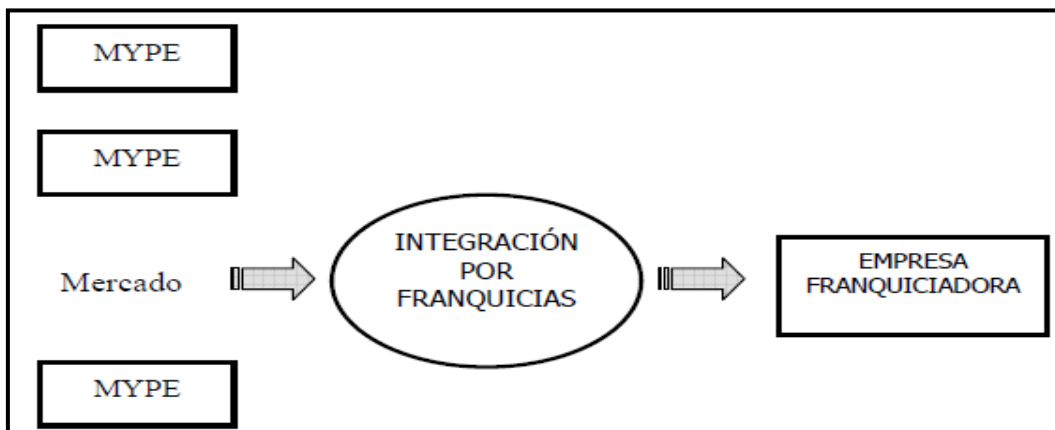 MYPE
MYPE
Mercado
MYPE
INTEGRACIÓN
POR
FRANQUICIAS
EMPRESA
FRANQUICIADORA